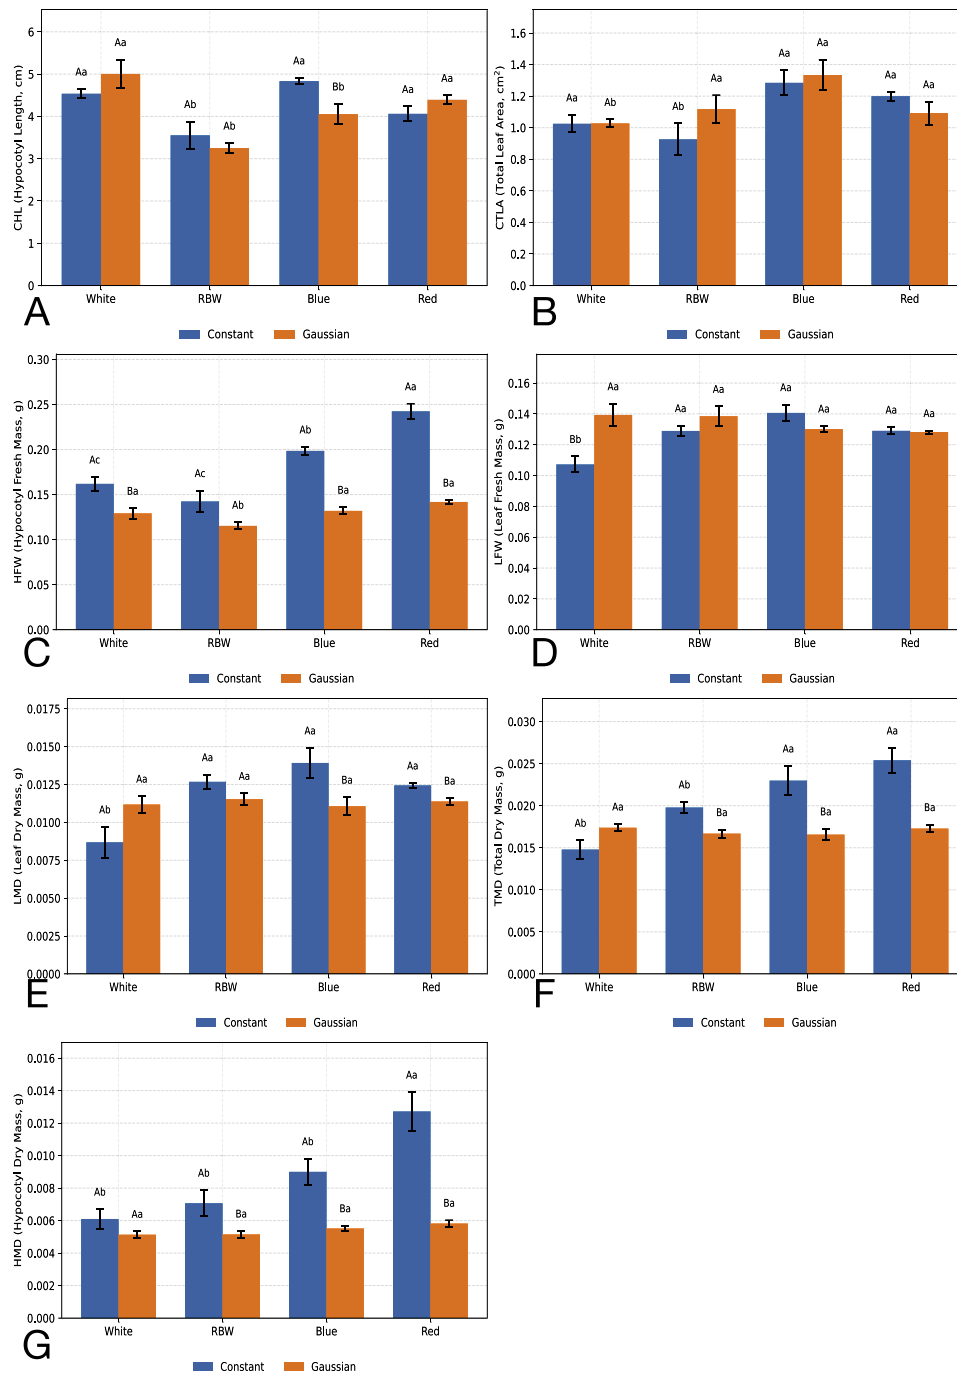 CHL (Hypocotyl Length, cm)
6
5
4
3
2
1
0
Aa
Aa
Ab
Ab
Aa
Bb
Aa
Aa
White RBW Blue Red
A
Constant Gaussian
CTLA (Total Leaf Area, cm²)
1.6
1.4
1.2
1.0
0.8
0.6
0.4
0.2
0.0
Aa
Ab
Ab
Aa
Aa
Aa
Aa
Aa
White RBW Blue Red
B
Constant Gaussian
HFW (Hypocotyl Fresh Mass, g)
0.30
0.25
0.20
0.15
0.10
0.05
0.00
Ac
Ba
Ac
Ab
Ab
Ba
Aa
Ba
White RBW Blue Red
C
Constant Gaussian
LFW (Leaf Fresh Mass, g)
0.16
0.14
0.12
0.10
0.08
0.06
0.04
0.02
0.00
Bb
Aa
Aa
Aa
Aa
Aa
Aa
Aa
White RBW Blue Red
D
Constant Gaussian
LMD (Leaf Dry Mass, g)
0.0175
0.0150
0.0125
0.0100
0.0075
0.0050
0.0025
0.0000
Ab
Aa
Aa
Aa
Aa
Ba
Aa
Ba
White RBW Blue Red
E
Constant Gaussian
TMD (Total Dry Mass, g)
0.030
0.025
0.020
0.015
0.010
0.005
0.000
Ab
Aa
Ab
Ba
Aa
Ba
Aa
Ba
White RBW Blue Red
F
Constant Gaussian
HMD (Hypocotyl Dry Mass, g)
0.016
0.014
0.012
0.010
0.008
0.006
0.004
0.002
0.000
Ab
Aa
Ab
Ba
Ab
Ba
Aa
Ba
White RBW Blue Red
G
Constant Gaussian